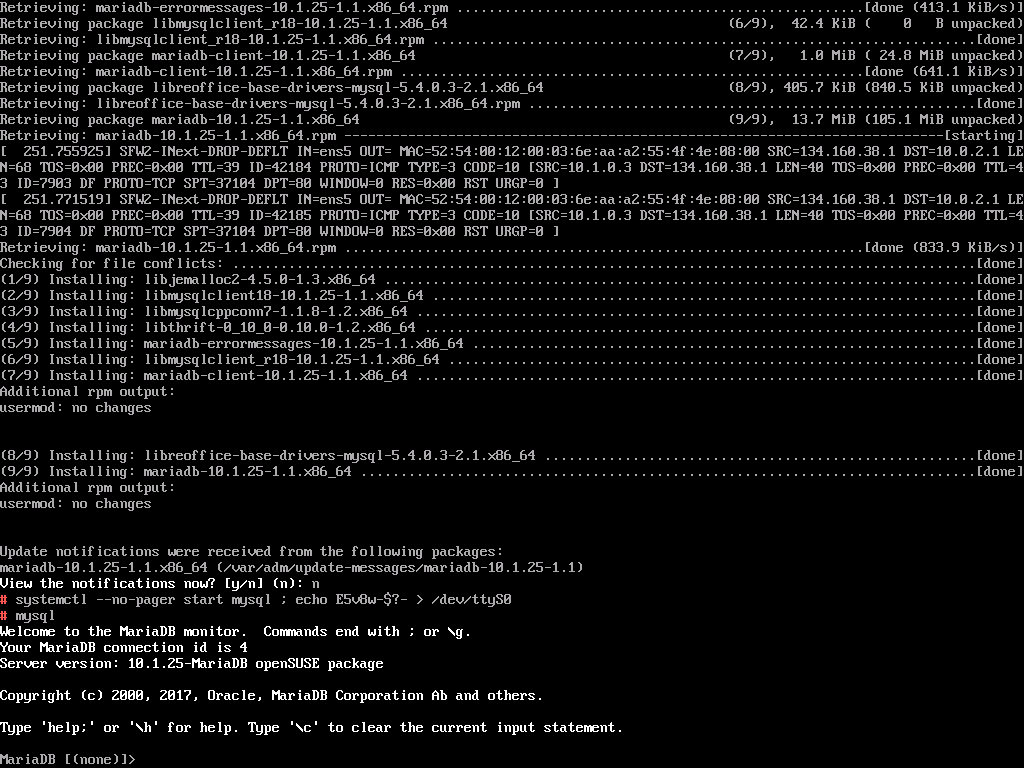 Retrieving: mariadb-errormessages-10.1.25-1.1.x86_64.rpm ....................................................[done (413.1 KiB/s)]
Retrieving package libmysqlclient_r18-10.1.25-1.1.x86_64                                   (6/9),  42.4 KiB (    0   B unpacked)
Retrieving: libmysqlclient_r18-10.1.25-1.1.x86_64.rpm ....................................................................[done]
Retrieving package mariadb-client-10.1.25-1.1.x86_64                                       (7/9),   1.0 MiB ( 24.8 MiB unpacked)
Retrieving: mariadb-client-10.1.25-1.1.x86_64.rpm ..........................................................[done (641.1 KiB/s)]
Retrieving package libreoffice-base-drivers-mysql-5.4.0.3-2.1.x86_64                       (8/9), 405.7 KiB (840.5 KiB unpacked)
Retrieving: libreoffice-base-drivers-mysql-5.4.0.3-2.1.x86_64.rpm ........................................................[done]
Retrieving package mariadb-10.1.25-1.1.x86_64                                              (9/9),  13.7 MiB (105.1 MiB unpacked)
Retrieving: mariadb-10.1.25-1.1.x86_64.rpm ---------------------------------------------------------------------------[starting]
[  251.755925] SFW2-INext-DROP-DEFLT IN=ens5 OUT= MAC=52:54:00:12:00:03:6e:aa:a2:55:4f:4e:08:00 SRC=134.160.38.1 DST=10.0.2.1 LE
N=68 TOS=0x00 PREC=0x00 TTL=39 ID=42184 PROTO=ICMP TYPE=3 CODE=10 [SRC=10.1.0.3 DST=134.160.38.1 LEN=40 TOS=0x00 PREC=0x00 TTL=4
3 ID=7903 DF PROTO=TCP SPT=37104 DPT=80 WINDOW=0 RES=0x00 RST URGP=0 ]
[  251.771519] SFW2-INext-DROP-DEFLT IN=ens5 OUT= MAC=52:54:00:12:00:03:6e:aa:a2:55:4f:4e:08:00 SRC=134.160.38.1 DST=10.0.2.1 LE
N=68 TOS=0x00 PREC=0x00 TTL=39 ID=42185 PROTO=ICMP TYPE=3 CODE=10 [SRC=10.1.0.3 DST=134.160.38.1 LEN=40 TOS=0x00 PREC=0x00 TTL=4
3 ID=7904 DF PROTO=TCP SPT=37104 DPT=80 WINDOW=0 RES=0x00 RST URGP=0 ]
Retrieving: mariadb-10.1.25-1.1.x86_64.rpm .................................................................[done (833.9 KiB/s)]
Checking for file conflicts: .............................................................................................[done]
(1/9) Installing: libjemalloc2-4.5.0-1.3.x86_64 ..........................................................................[done]
(2/9) Installing: libmysqlclient18-10.1.25-1.1.x86_64 ....................................................................[done]
(3/9) Installing: libmysqlcppconn7-1.1.8-1.2.x86_64 ......................................................................[done]
(4/9) Installing: libthrift-0_10_0-0.10.0-1.2.x86_64 .....................................................................[done]
(5/9) Installing: mariadb-errormessages-10.1.25-1.1.x86_64 ...............................................................[done]
(6/9) Installing: libmysqlclient_r18-10.1.25-1.1.x86_64 ..................................................................[done]
(7/9) Installing: mariadb-client-10.1.25-1.1.x86_64 ......................................................................[done]
Additional rpm output:
usermod: no changes
(8/9) Installing: libreoffice-base-drivers-mysql-5.4.0.3-2.1.x86_64 ......................................................[done]
(9/9) Installing: mariadb-10.1.25-1.1.x86_64 .............................................................................[done]
Additional rpm output:
usermod: no changes
Update notifications were received from the following packages:
mariadb-10.1.25-1.1.x86_64 (/var/adm/update-messages/mariadb-10.1.25-1.1)
View the notifications now? [y/n] (n): n
# systemctl --no-pager start mysql ; echo E5v8w-$?- > /dev/ttyS0
# mysql
Welcome to the MariaDB monitor.  Commands end with ; or \g.
Your MariaDB connection id is 4
Server version: 10.1.25-MariaDB openSUSE package
Copyright (c) 2000, 2017, Oracle, MariaDB Corporation Ab and others.
Type 'help;' or '\h' for help. Type '\c' to clear the current input statement.
MariaDB [(none)]>